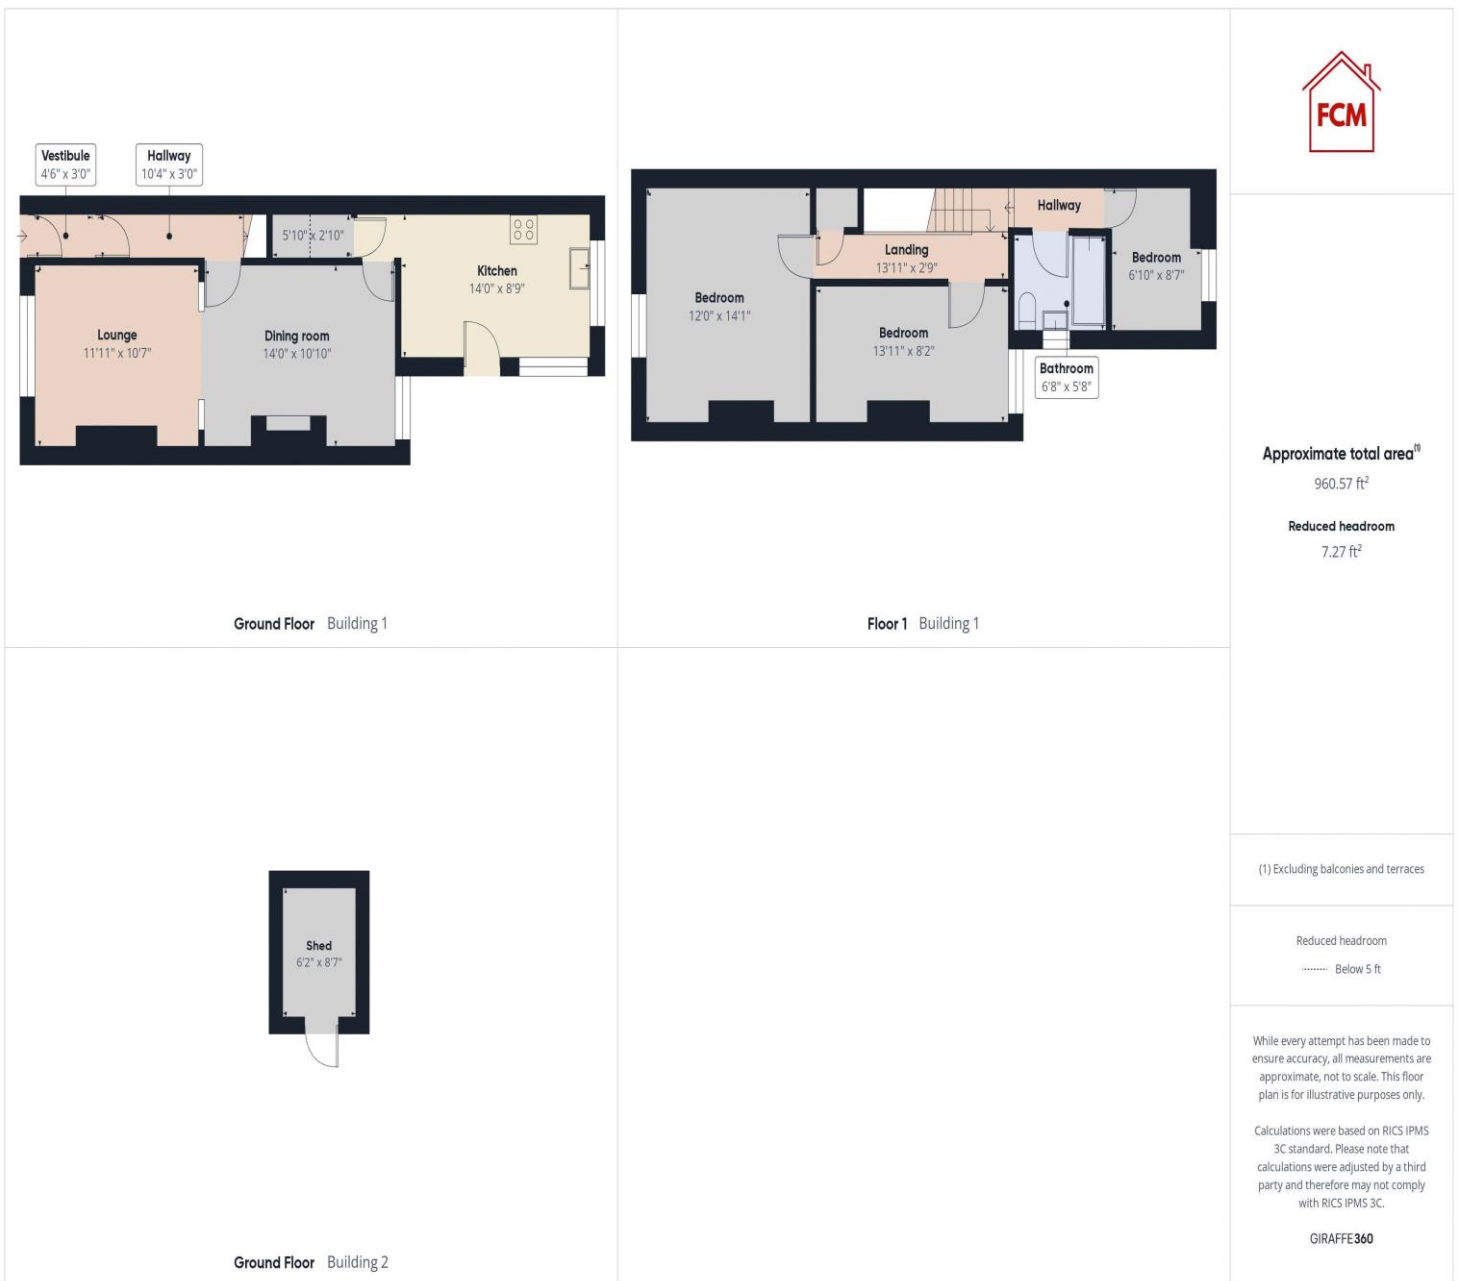 Vestibule
4'6" x 3'0"
Hallway
10'4" x 3'0"
5'10" x 2'10"
Kitchen
14'0" x 8'9"
Lounge
11'11" x 10'7"
Dining room
14'0" x 10'10"
Ground Floor Building 1
Hallway
Landing
13'11" x 2'9"
Bedroom
6'10" x 8'7"
Bedroom
12'0" x 14'1"
Bedroom
13'11" x 8'2"
Bathroom
6'8" x 5'8"
Floor 1 Building 1
Shed
6'2" x 8'7"
Ground Floor Building 2
FCM
Approximate total area(1)
960.57 ft²
Reduced headroom
7.27 ft²
(1) Excluding balconies and terraces
Reduced headroom
Below 5 ft
While every attempt has been made to
ensure accuracy, all measurements are
approximate, not to scale. This floor
plan is for illustrative purposes only.
Calculations were based on RICS IPMS
3C standard. Please note that
calculations were adjusted by a third
party and therefore may not comply
with RICS IPMS 3C.
GIRAFFE360